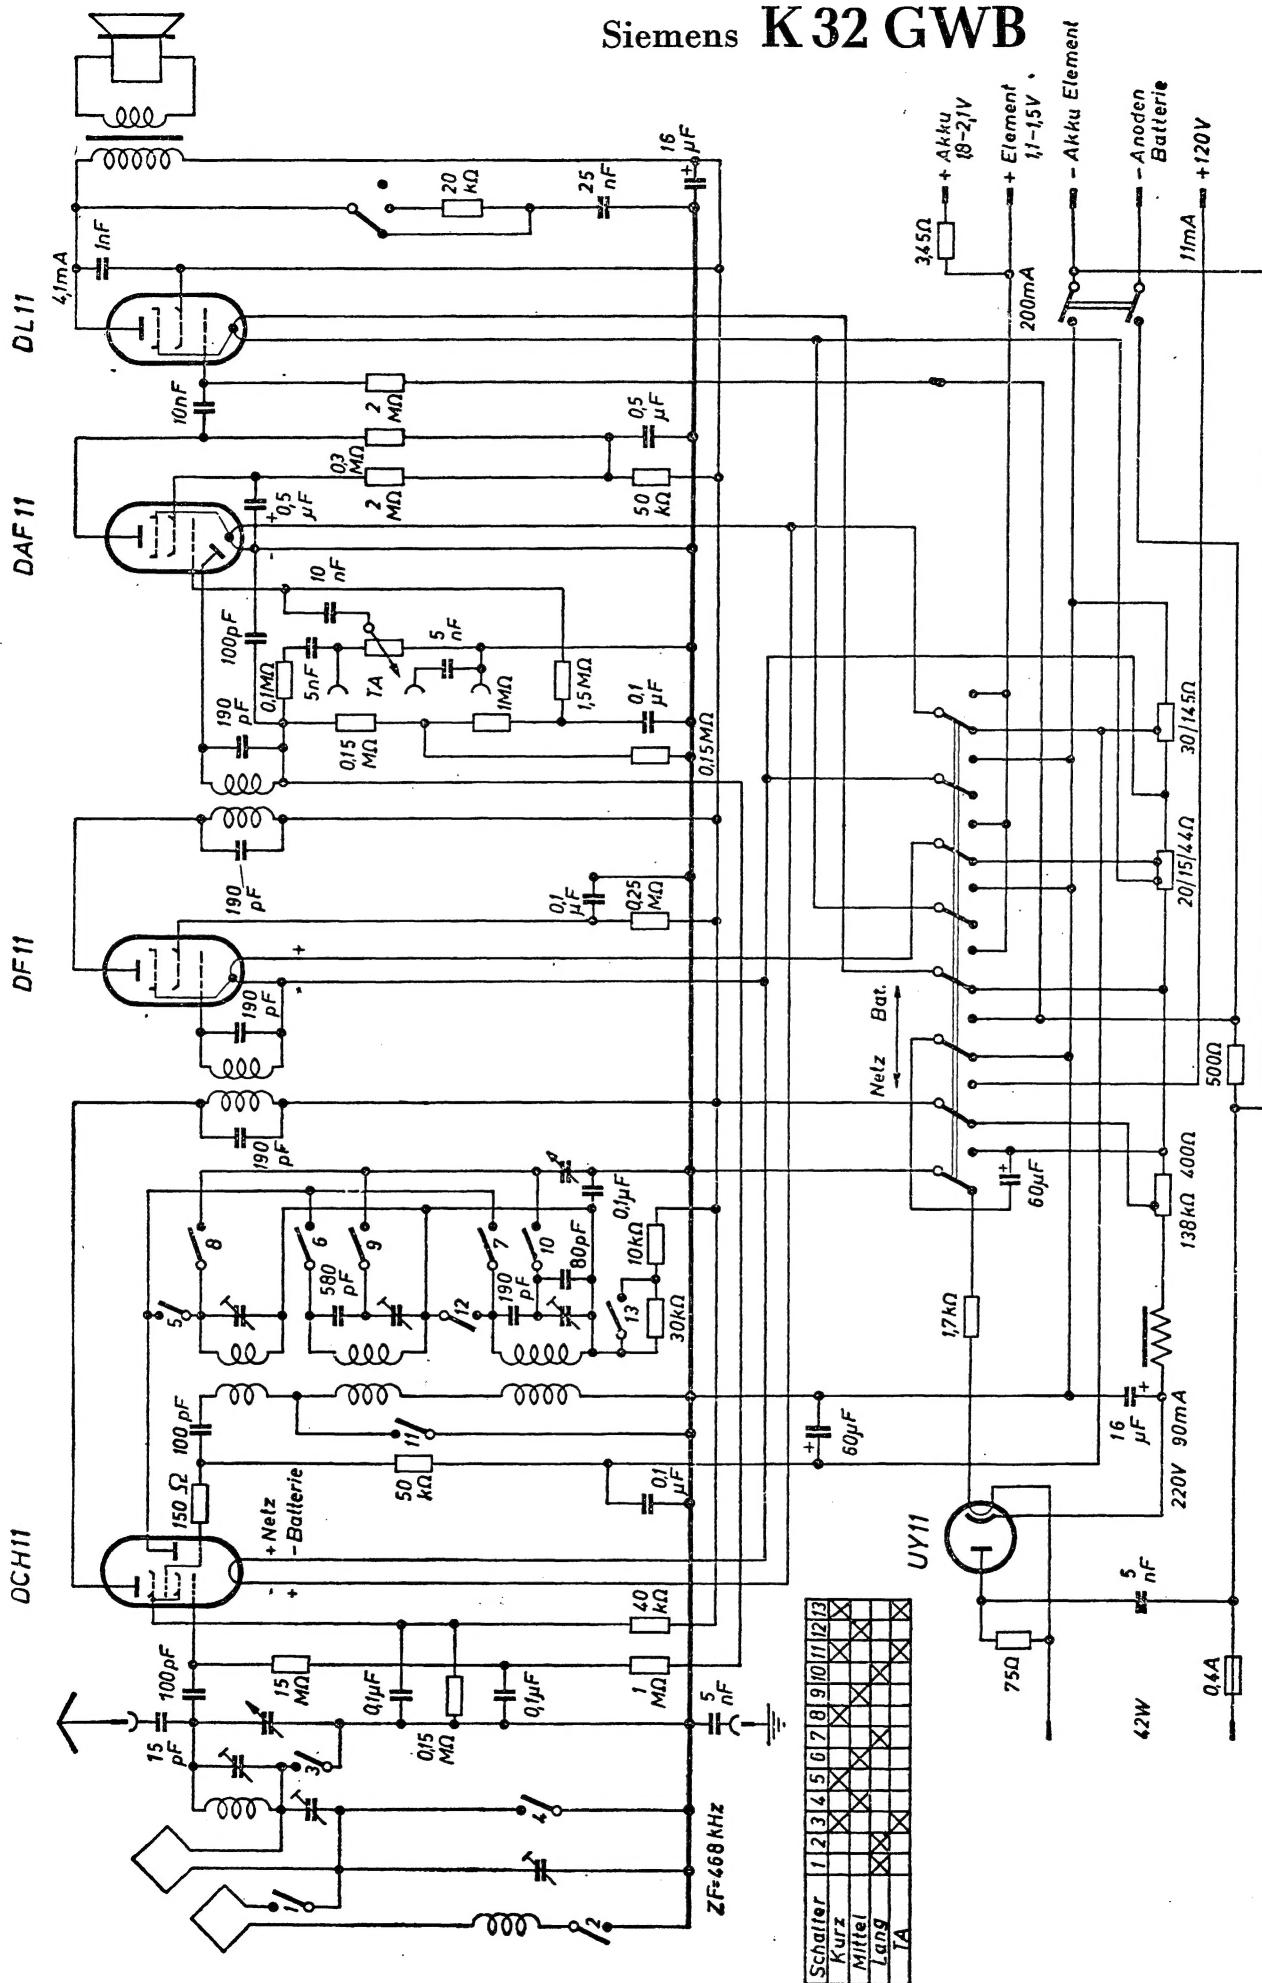 Siemens K 32 GWB
DCH11
DF11
DAF11
DL11
4,1mA
1nF
20
kΩ
25
nF
16
µF
+
10nF
2
MΩ
0,3
MΩ
2
MΩ
0,5
µF
50
kΩ
+
0,5
µF
-
10
nF
100pF
0,1MΩ
5nF
TA
5
nF
1MΩ
1,5MΩ
0,1
µF
190
pF
0,15
MΩ
0,15MΩ
190
pF
0,1
µF
0,25
MΩ
+
-
190
pF
190
pF
8
6
9
7
10
5
580
pF
12
190
pF
80pF
0,1µF
13
10kΩ
30kΩ
100pF
11
150Ω
50
kΩ
0,1
µF
+Netz
-Batterie
-
+
40
kΩ
100pF
15
MΩ
0,1µF
0,1µF
1
MΩ
0,15
MΩ
5
nF
15
pF
3
4
1
2
ZF=468kHz
+ Akku
1,8-2,1V
3,45Ω
+ Element
1,1-1,5V
200mA
- Akku Element
- Anoden
Batterie
+120V
11mA
30/145Ω
20/15/44Ω
Bat.
Netz
500Ω
+
60µF
138kΩ 400Ω
1,7kΩ
+
60µF
16
µF
+
220V 90mA
UY11
75Ω
5
nF
42W
0,4A
Schalter 1 2 3 4 5 6 7 8 9 10 11 12 13
Kurz
Mittel
Lang
TA